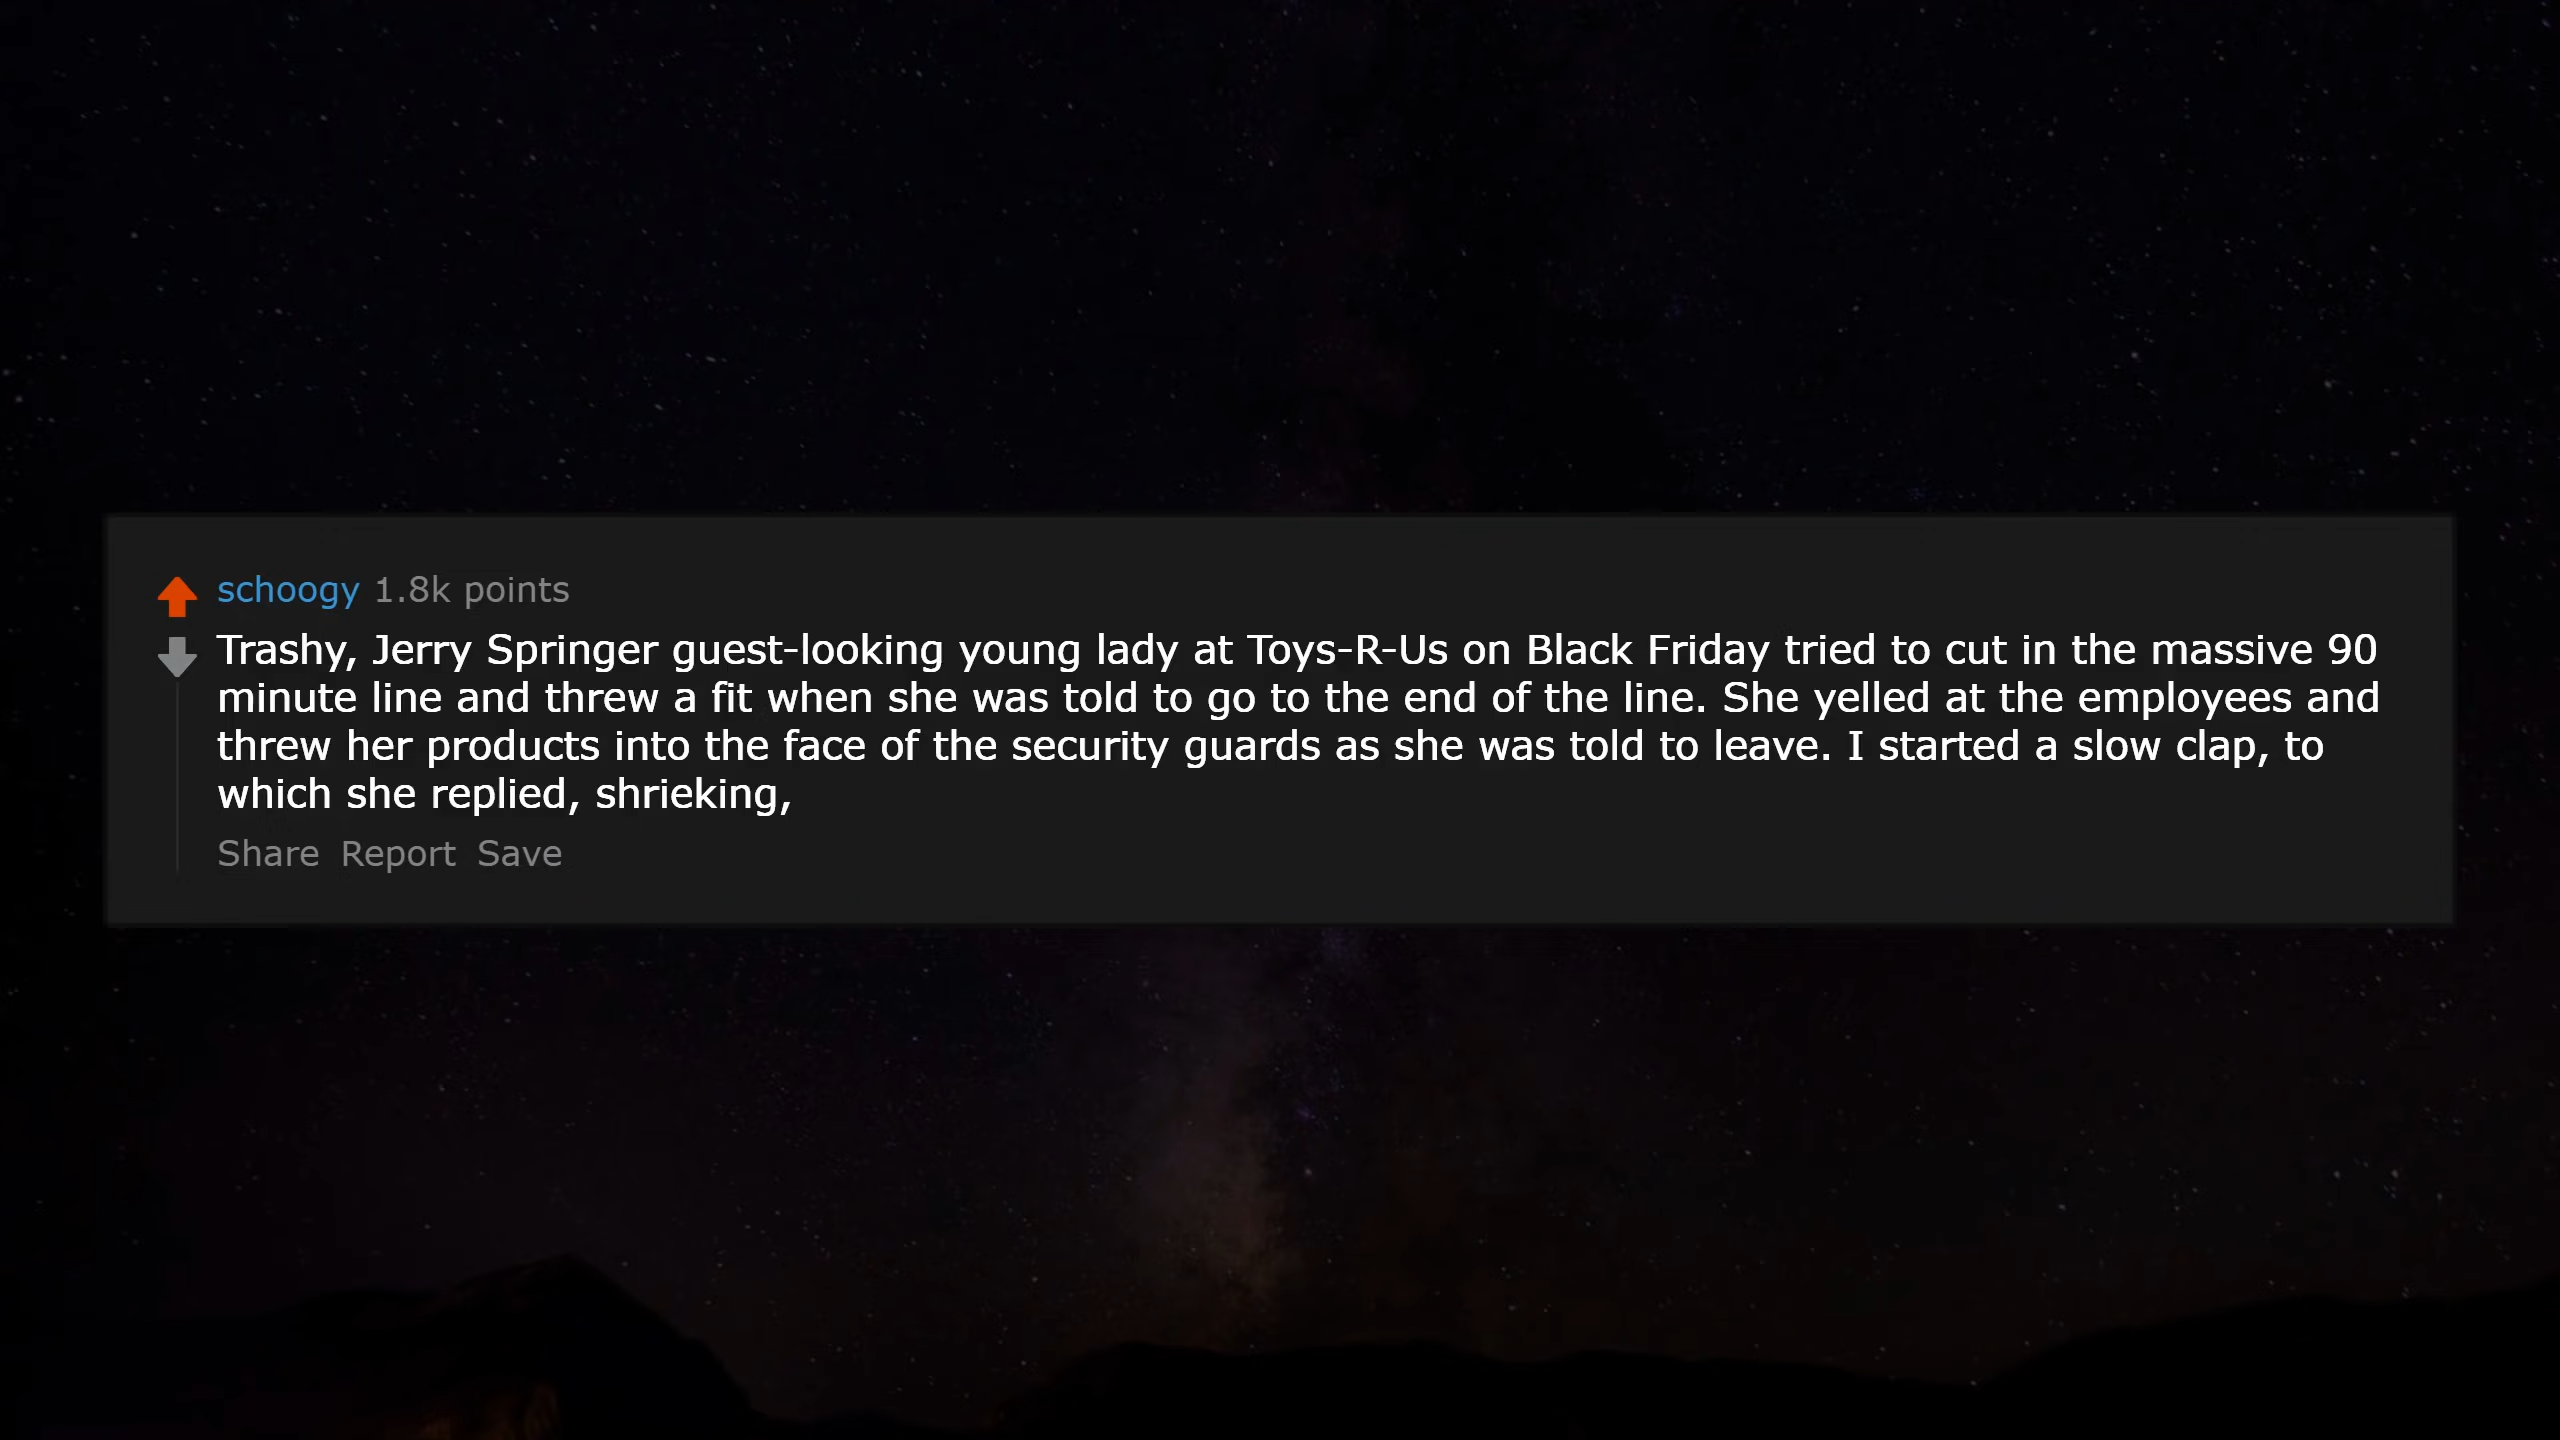 schoogy 1.8k points
Trashy, Jerry Springer guest-looking young lady at Toys-R-Us on Black Friday tried to cut in the massive 90
minute line and threw a fit when she was told to go to the end of the line. She yelled at the employees and
threw her products into the face of the security guards as she was told to leave. I started a slow clap, to
which she replied, shrieking,
Share Report Save